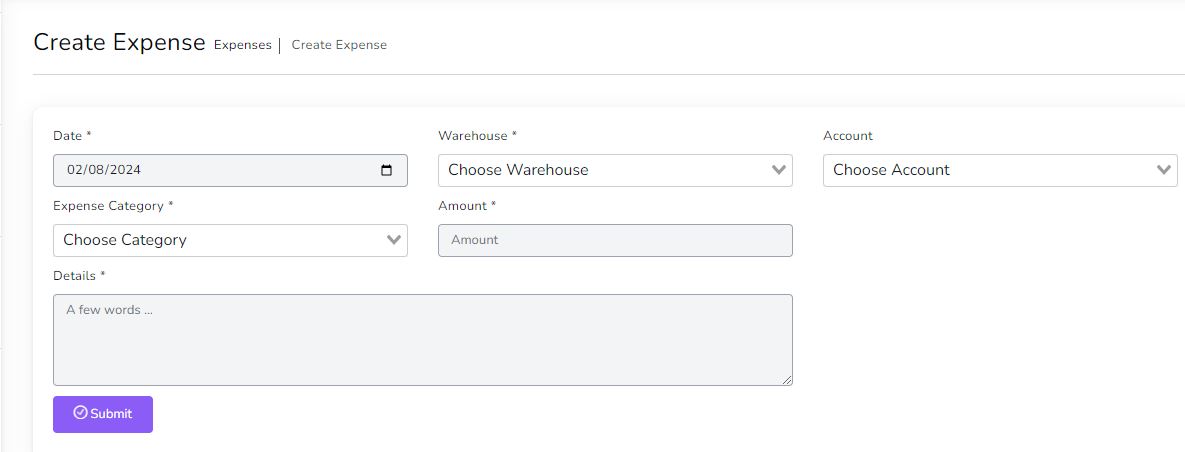 Create Expense Expenses | Create Expense
Date * Warehouse * Account
02/08/2024 Choose Warehouse Choose Account
Expense Category * Amount *
Choose Category Amount
Details *
A few words ...
Submit